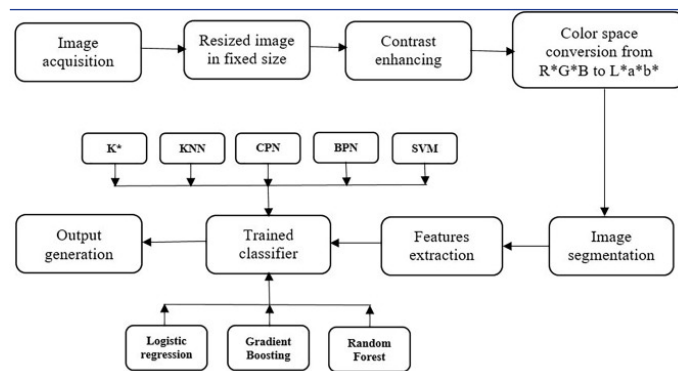 Image
acquisition
Resized image
in fixed size
Contrast
enhancing
Color space
conversion from
R*G*B to L*a*b*
K*
KNN
CPN
BPN
SVM
Output
generation
Trained
classifier
Features
extraction
Image
segmentation
Logistic
regression
Gradient
Boosting
Random
Forest